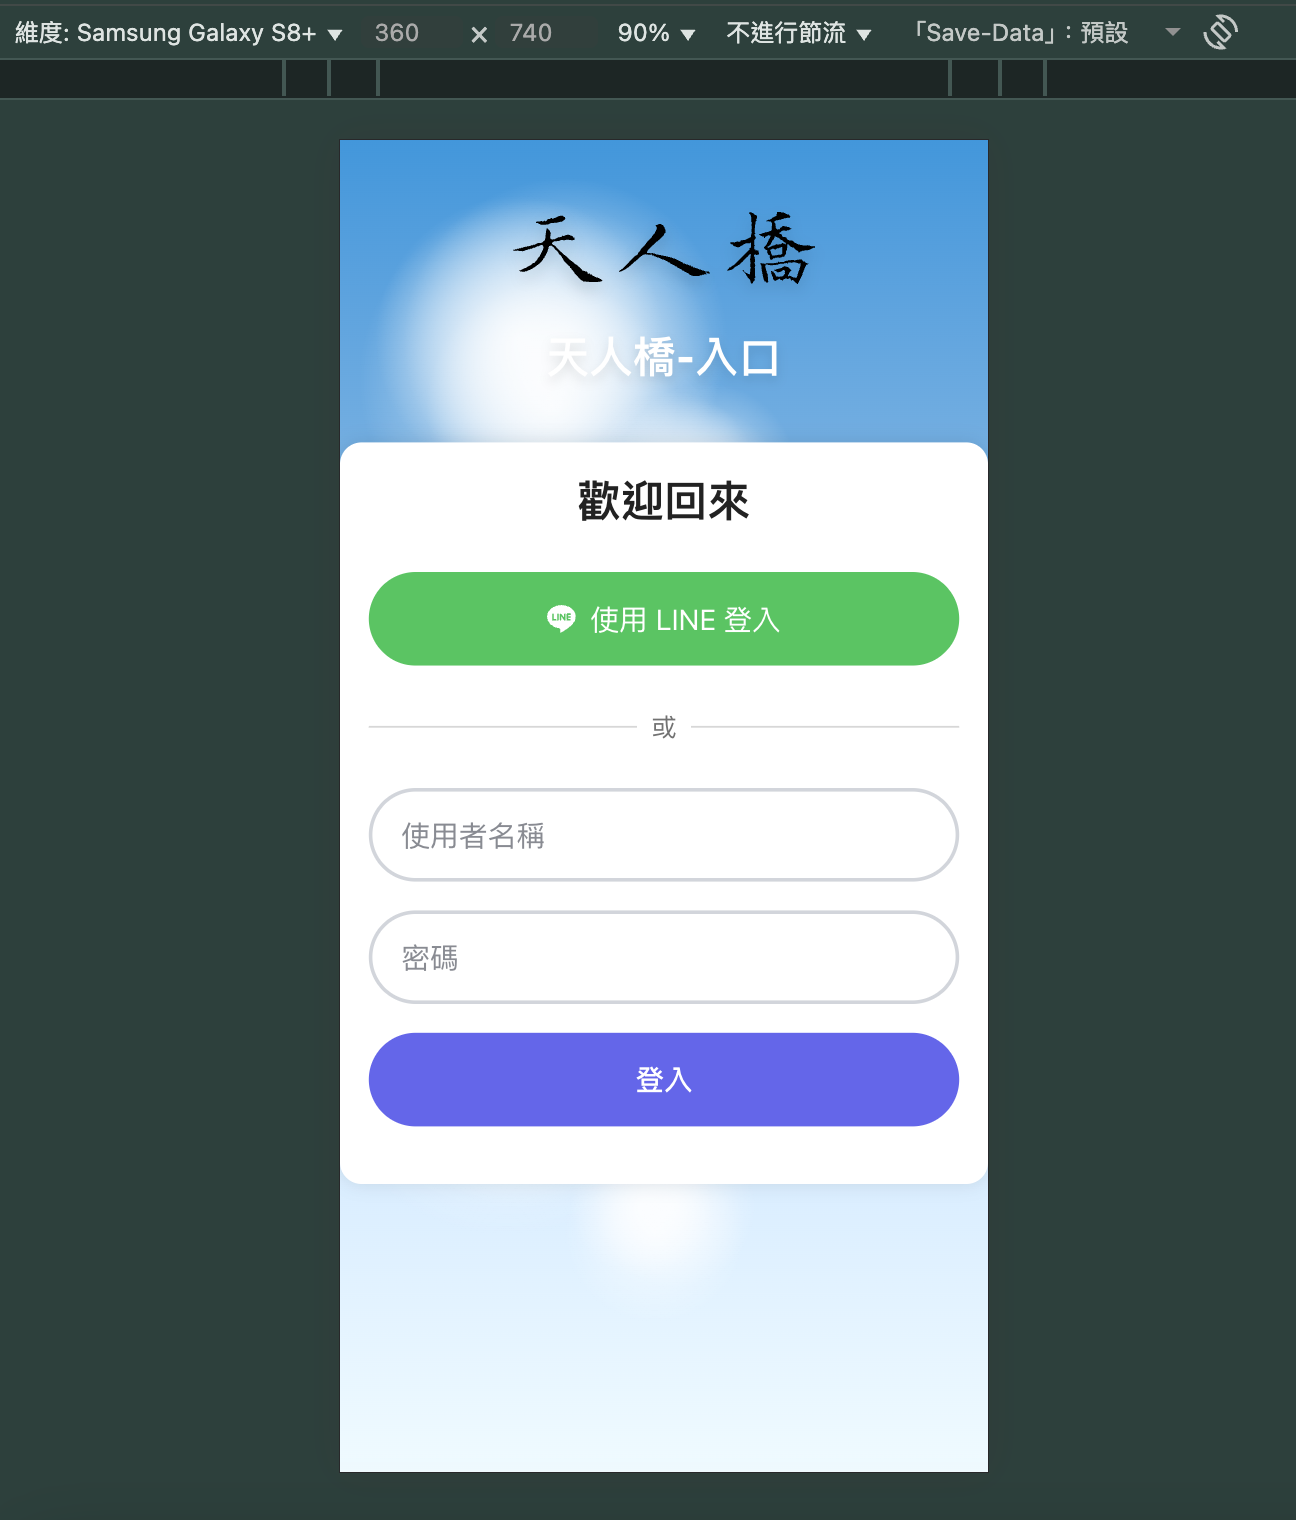 維度: Samsung Galaxy S8+ ▼ 360 × 740 90% ▼ 不進行節流 ▼ 「Save-Data」：預設
天人橋
天人橋-入口
歡迎回來
LINE 使用 LINE 登入
或
使用者名稱
密碼
登入